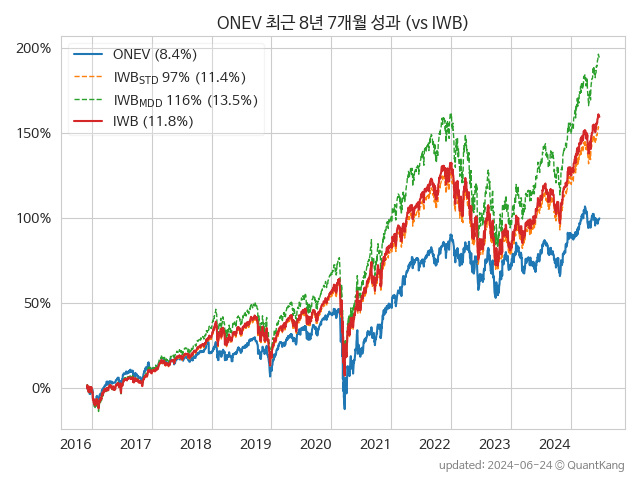 ONEV 최근 8년 7개월 성과 (vs IWB)
200%
150%
100%
50%
0%
ONEV (8.4%)
IWB_STD 97% (11.4%)
IWB_MDD 116% (13.5%)
IWB (11.8%)
2016 2017 2018 2019 2020 2021 2022 2023 2024
updated: 2024-06-24 © QuantKang